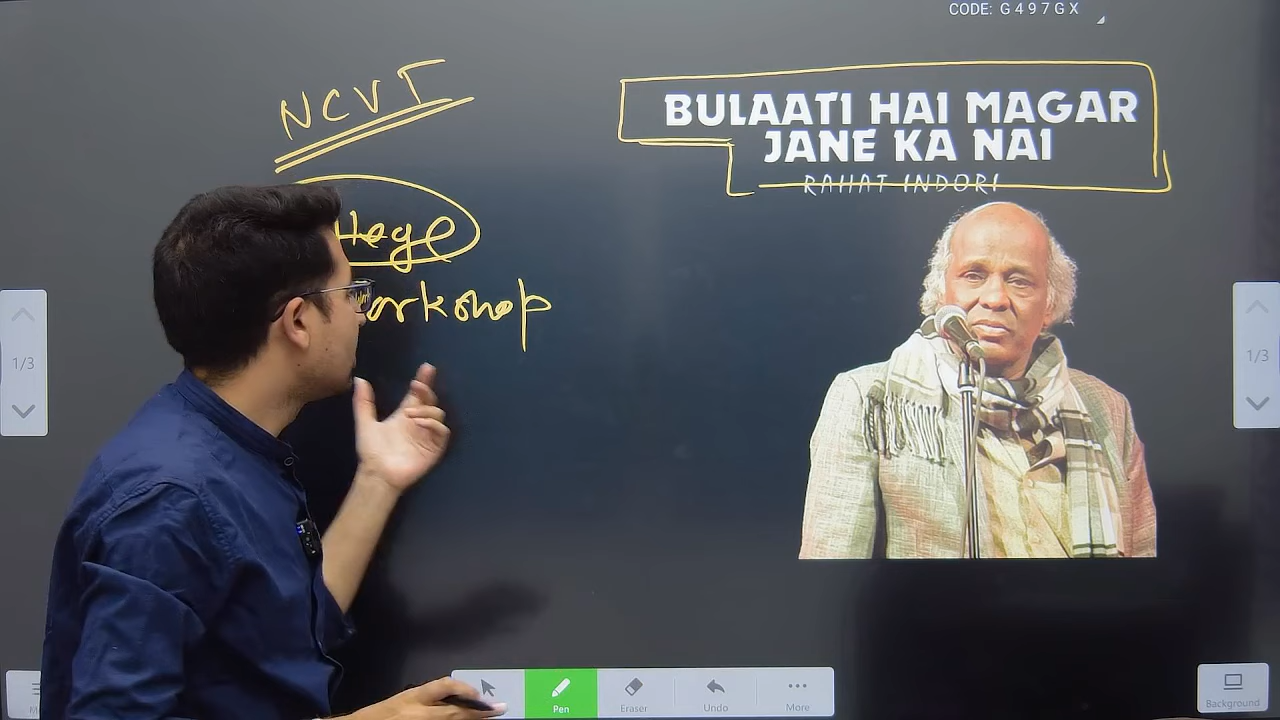 CODE: G497GX
NCVT
BULAATI HAI MAGAR
JANE KA NAI
RAHAT INDORI
1/3
1/3
Pen
Eraser
Undo
More
Background